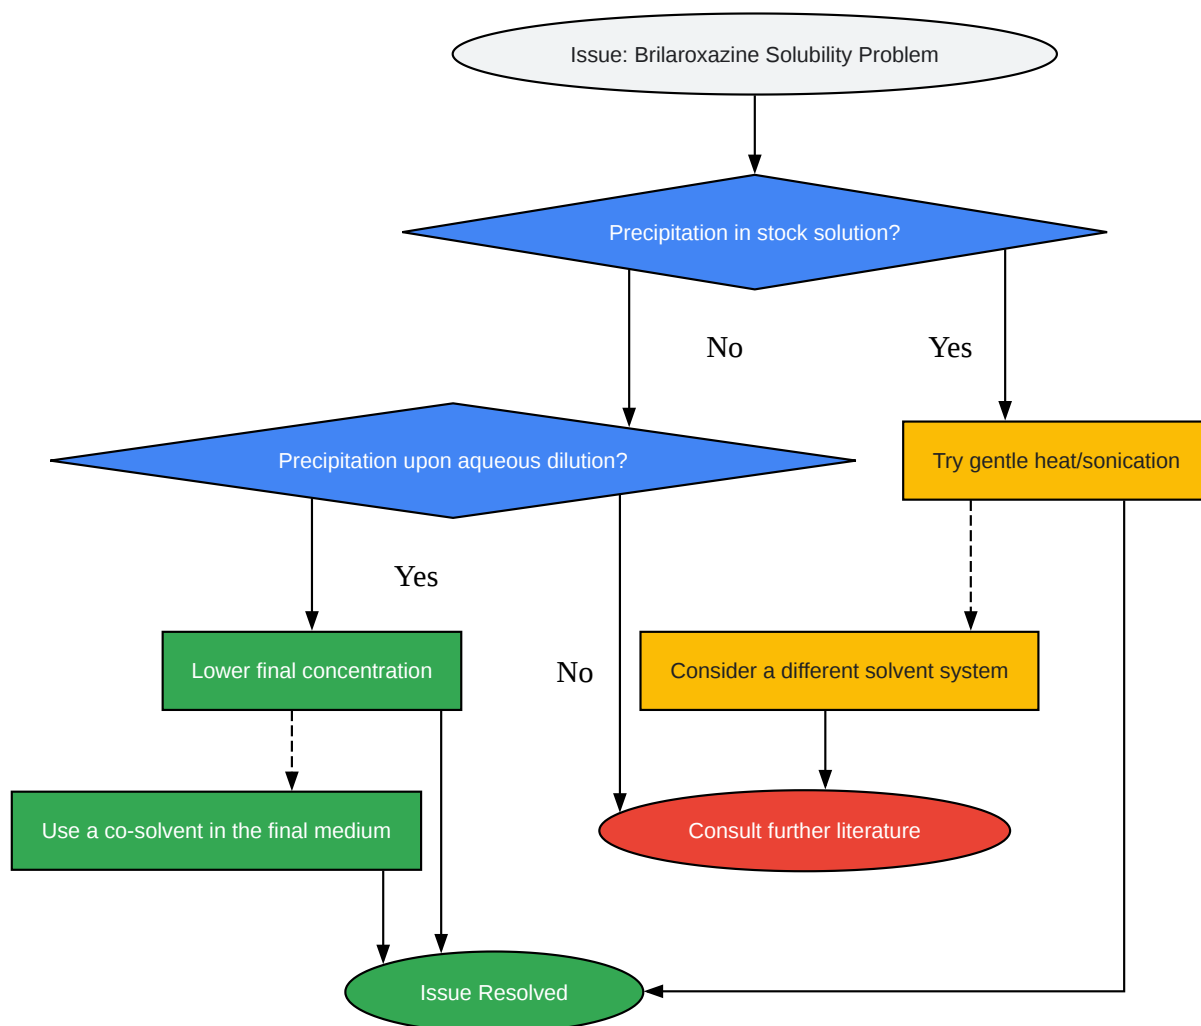 Issue: Brilaroxazine Solubility Problem
Precipitation in stock solution?
No
Yes
Precipitation upon aqueous dilution?
Try gentle heat/sonication
Yes
Lower final concentration
No
Consider a different solvent system
Use a co-solvent in the final medium
Consult further literature
Issue Resolved